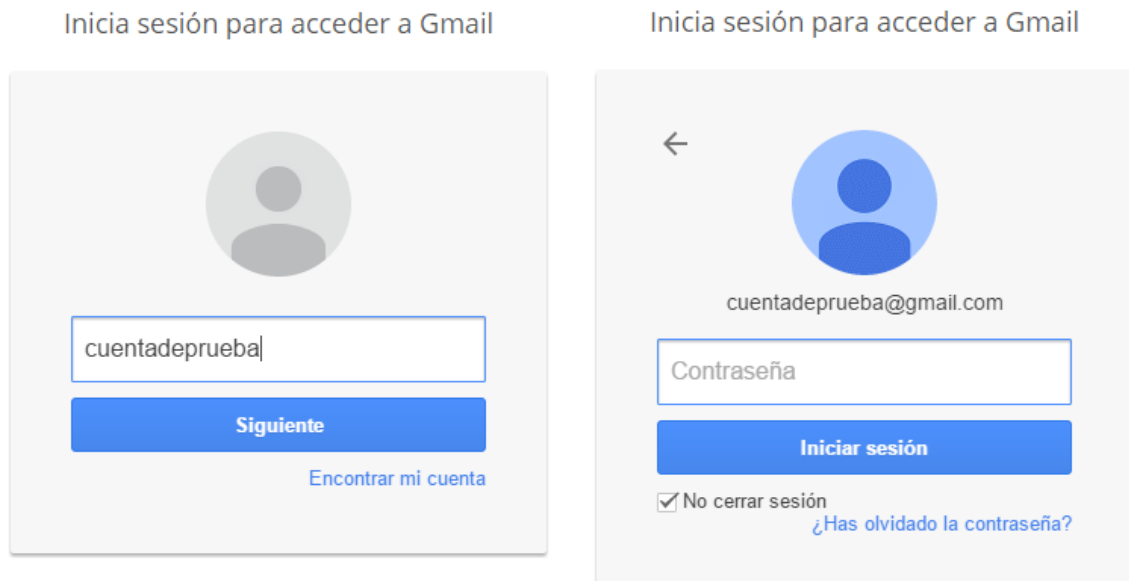 Inicia sesión para acceder a Gmail
cuentadeprueba
Siguiente
Encontrar mi cuenta
Inicia sesión para acceder a Gmail
cuentadeprueba@gmail.com
Contraseña
Iniciar sesión
No cerrar sesión
¿Has olvidado la contraseña?